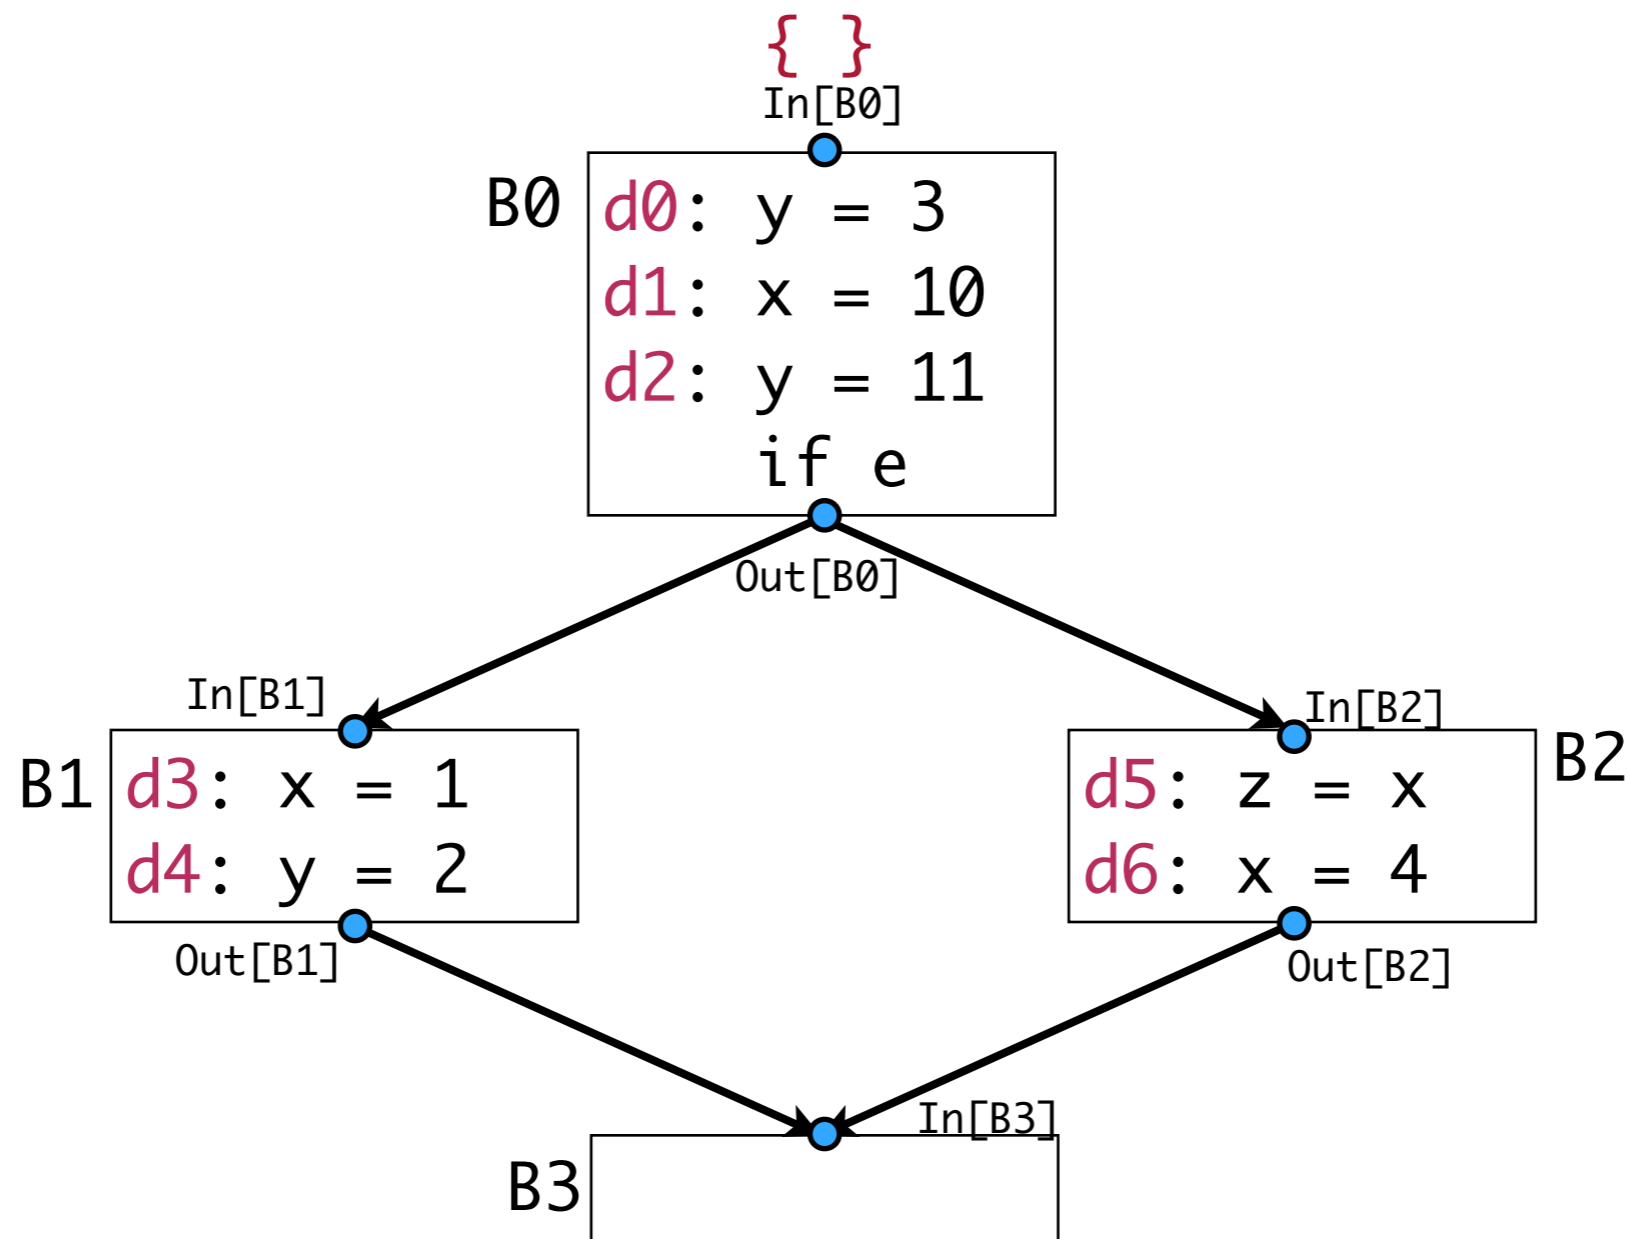 { }
In[B0]
B0
d0: y = 3
d1: x = 10
d2: y = 11
if e
Out[B0]
In[B1]
B1
d3: x = 1
d4: y = 2
Out[B1]
In[B2]
B2
d5: z = x
d6: x = 4
Out[B2]
In[B3]
B3